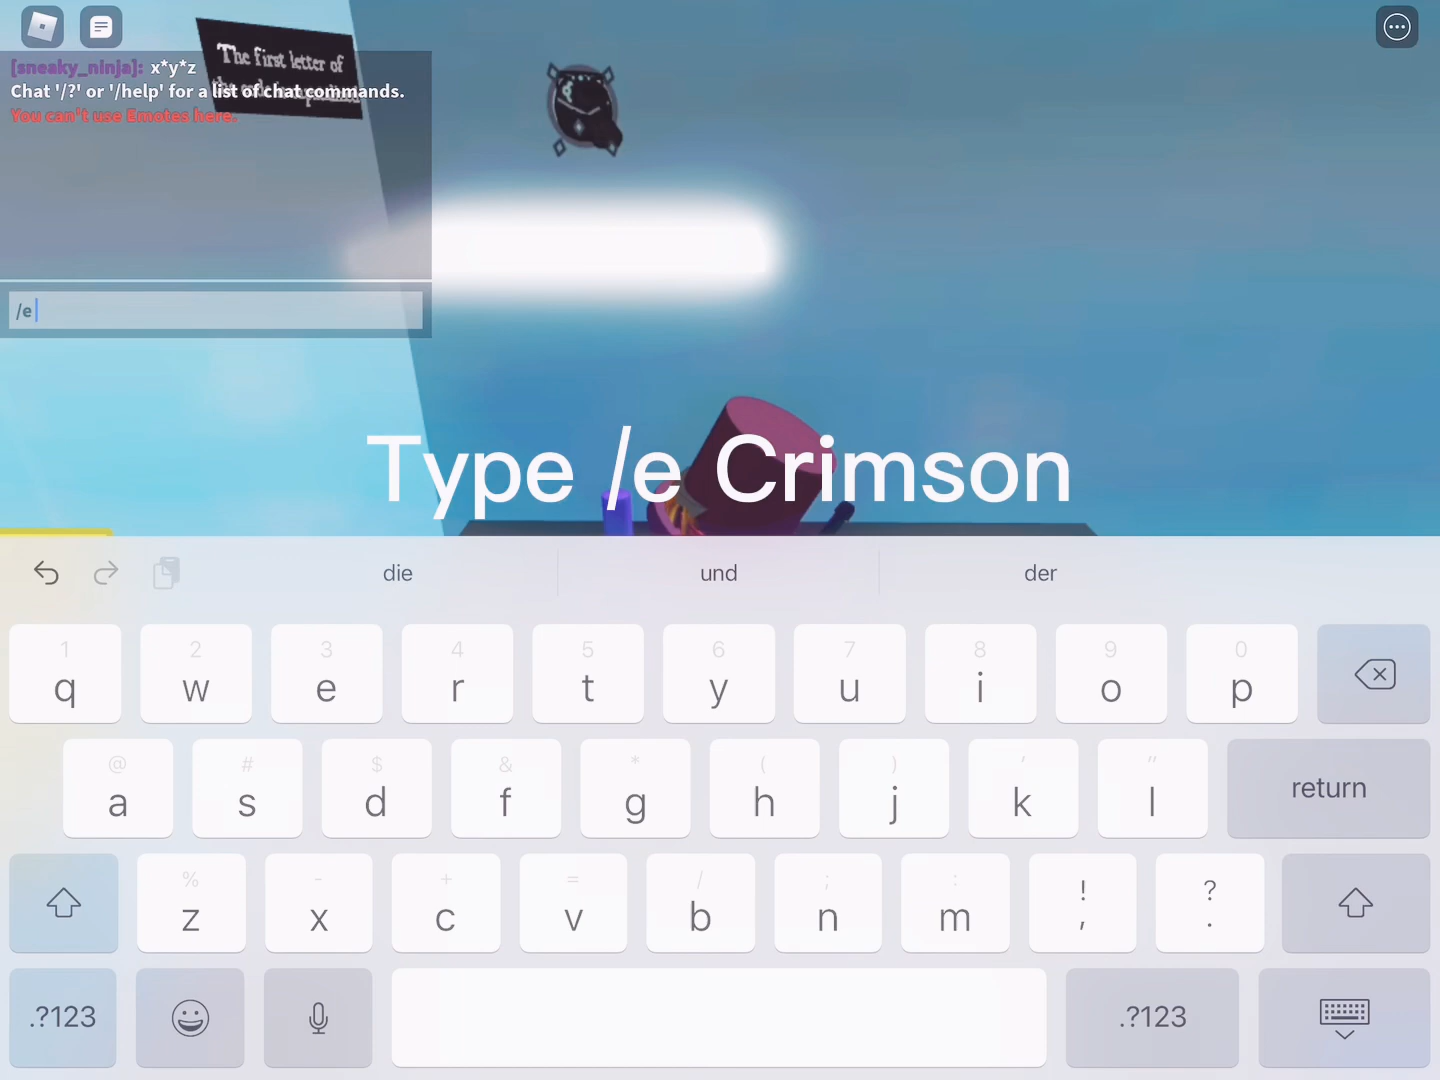 The first letter of
[sneaky_ninja]: x*y*z
Chat '/?' or '/help' for a list of chat commands.
You can't use Emotes here.
/e
Type /e Crimson
die und der
1 2 3 4 5 6 7 8 9 0
q w e r t y u i o p
@ # $ & * ( ) ' "
a s d f g h j k l return
% - + = / ; : ! ?
z x c v b n m , .
.?123 .?123